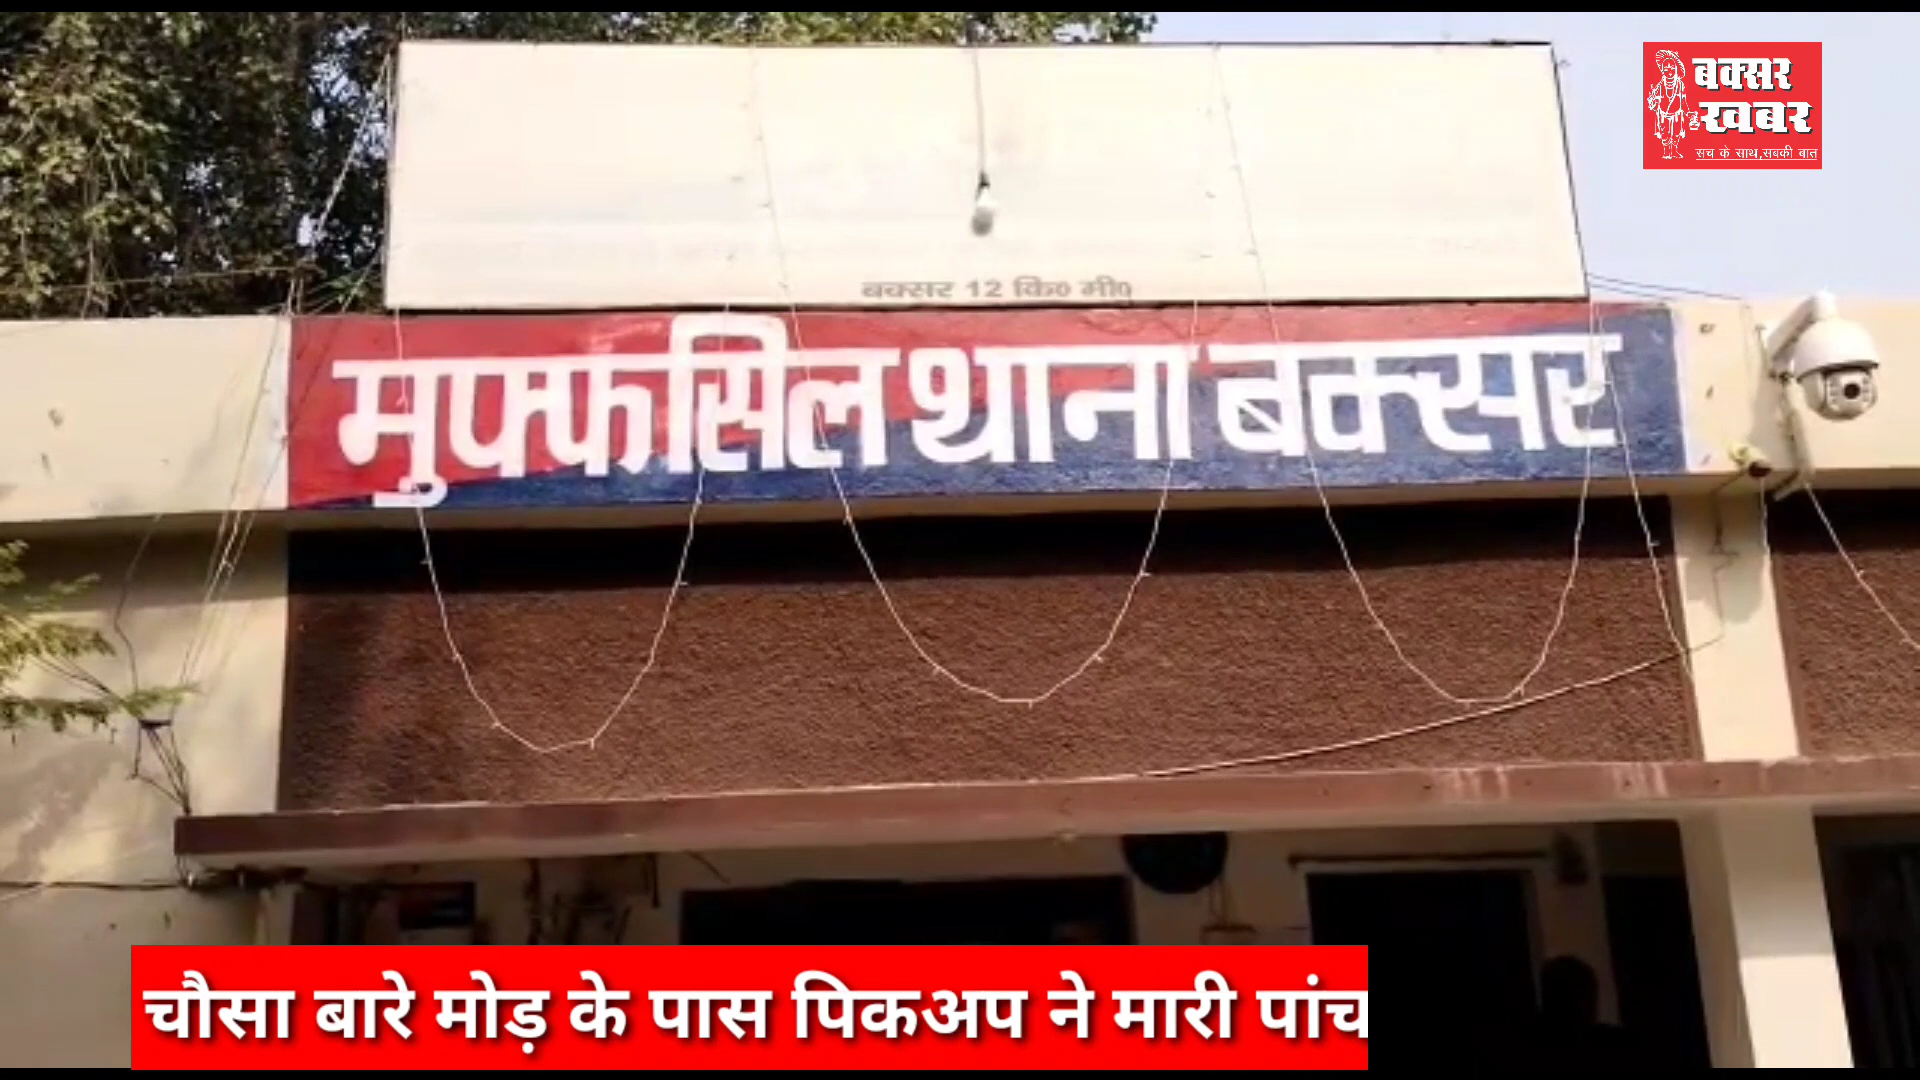 बक्सर
खबर
सच के साथ,सबकी बात
बक्सर 12 कि० मी०
मुफ्फसिल थाना बक्सर
चौसा बारे मोड़ के पास पिकअप ने मारी पांच